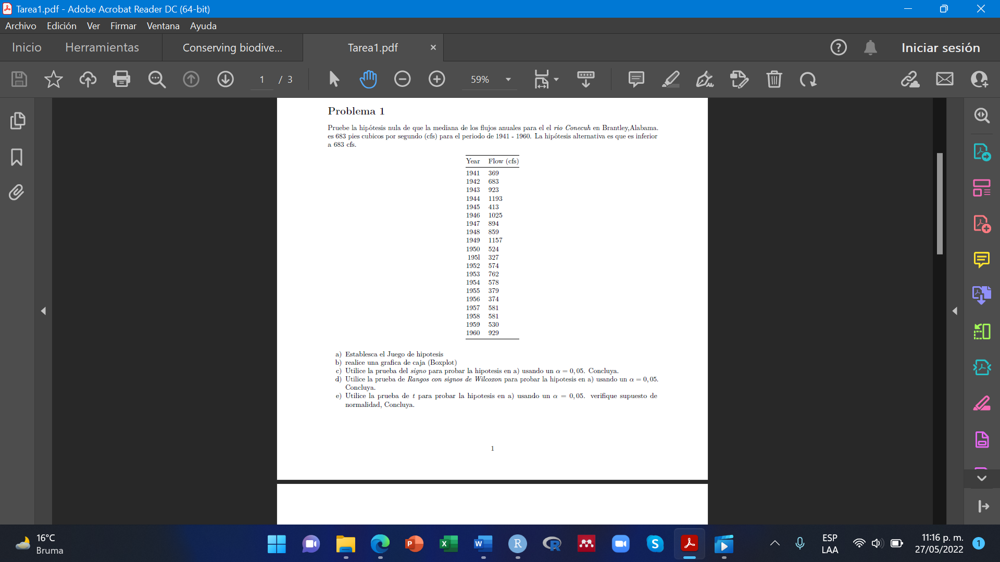 Tarea1.pdf - Adobe Acrobat Reader DC (64-bit)
Archivo Edición Ver Firmar Ventana Ayuda
Inicio Herramientas Conserving biodive... Tarea1.pdf × Iniciar sesión
1 / 3 59%
Problema 1
Pruebe la hipótesis nula de que la mediana de los flujos anuales para el el rio Conecuh en Brantley,Alabama.
es 683 pies cubicos por segundo (cfs) para el periodo de 1941 - 1960. La hipótesis alternativa es que es inferior
a 683 cfs.
Year Flow (cfs)
1941 369
1942 683
1943 923
1944 1193
1945 413
1946 1025
1947 894
1948 859
1949 1157
1950 524
195l 327
1952 574
1953 762
1954 578
1955 379
1956 374
1957 581
1958 581
1959 530
1960 929
a) Establesca el Juego de hipotesis
b) realice una grafica de caja (Boxplot)
c) Utilice la prueba del signo para probar la hipotesis en a) usando un α = 0,05. Concluya.
d) Utilice la prueba de Rangos con signos de Wilcoxon para probar la hipotesis en a) usando un α = 0,05.
Concluya.
e) Utilice la prueba de t para probar la hipotesis en a) usando un α = 0,05. verifique supuesto de
normalidad, Concluya.
1
16°C
Bruma
ESP
LAA
11:16 p. m.
27/05/2022
1